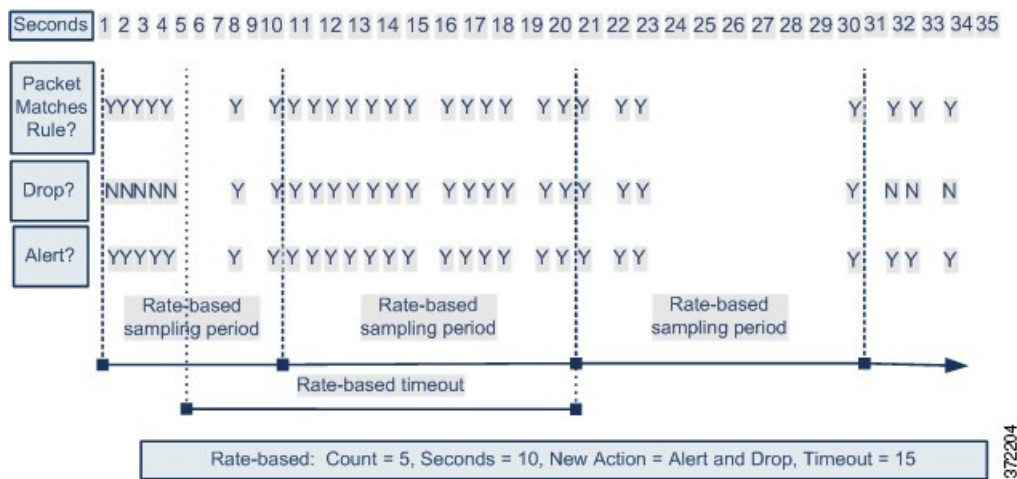 Seconds 1 2 3 4 5 6 7 8 9 10 11 12 13 14 15 16 17 18 19 20 21 22 23 24 25 26 27 28 29 30 31 32 33 34 35
Packet
Matches
Rule?
YYYYY Y Y Y Y Y Y Y Y Y Y Y Y Y Y Y Y Y Y Y Y Y Y
Drop?
NNNNN Y Y Y Y Y Y Y Y Y Y Y Y Y Y Y Y Y Y Y N N N
Alert?
YYYYY Y Y Y Y Y Y Y Y Y Y Y Y Y Y Y Y Y Y Y Y Y Y
Rate-based
sampling period
Rate-based
sampling period
Rate-based
sampling period
Rate-based timeout
Rate-based: Count = 5, Seconds = 10, New Action = Alert and Drop, Timeout = 15
372204